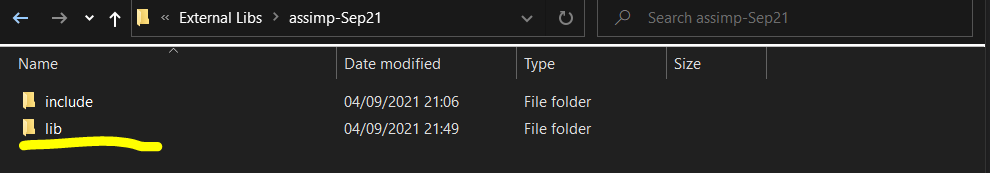 « External Libs > assimp-Sep21
Search assimp-Sep21
Name Date modified Type Size
include 04/09/2021 21:06 File folder
lib 04/09/2021 21:49 File folder